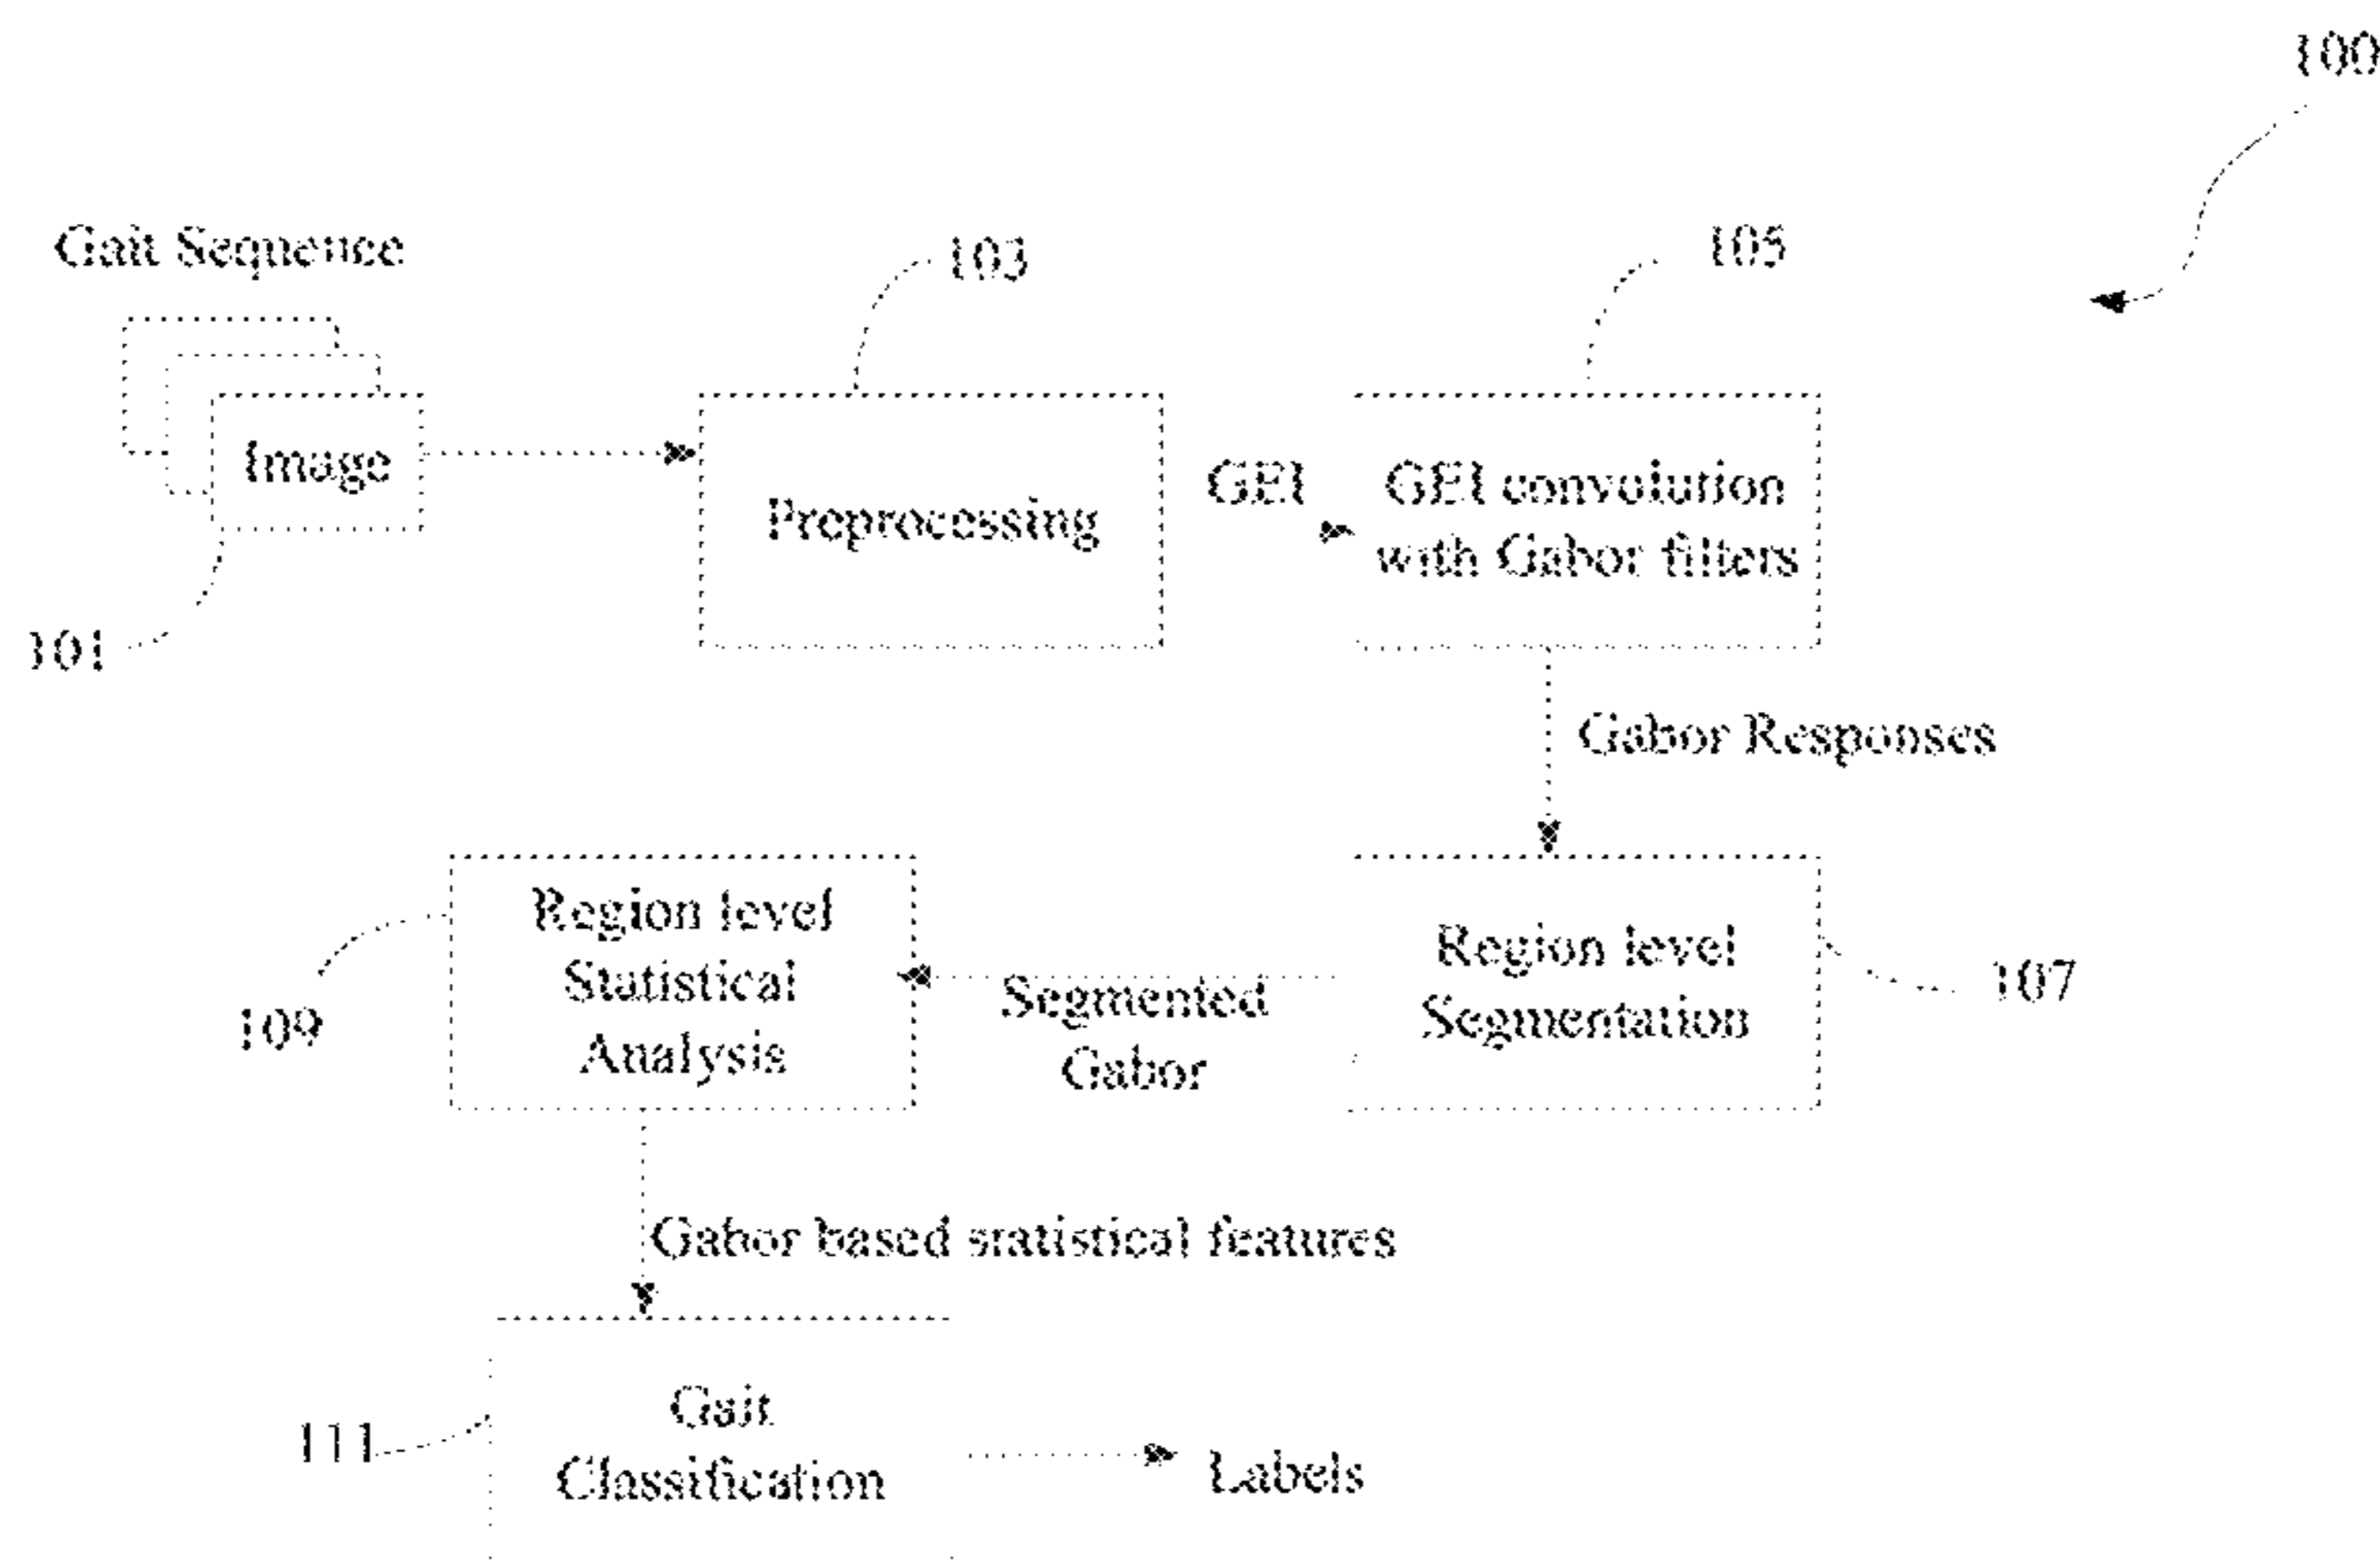 100
Gait Sequence
103
105
Image
Preprocessing
GEI
GEI convolution
with Gabor filters
101
Gabor Responses
Region level
Statistical
Analysis
109
Segmented
Gabor
Region level
Segmentation
107
Gabor based statistical features
111
Gait
Classification
Labels